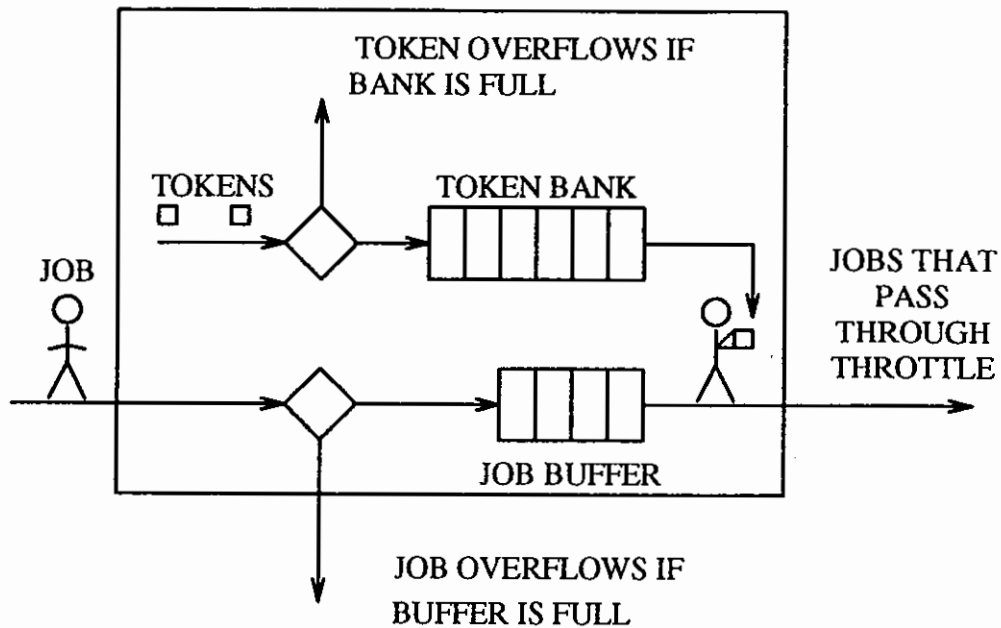 TOKEN OVERFLOWS IF
BANK IS FULL
TOKENS
TOKEN BANK
JOB
JOBS THAT
PASS
THROUGH
THROTTLE
JOB BUFFER
JOB OVERFLOWS IF
BUFFER IS FULL